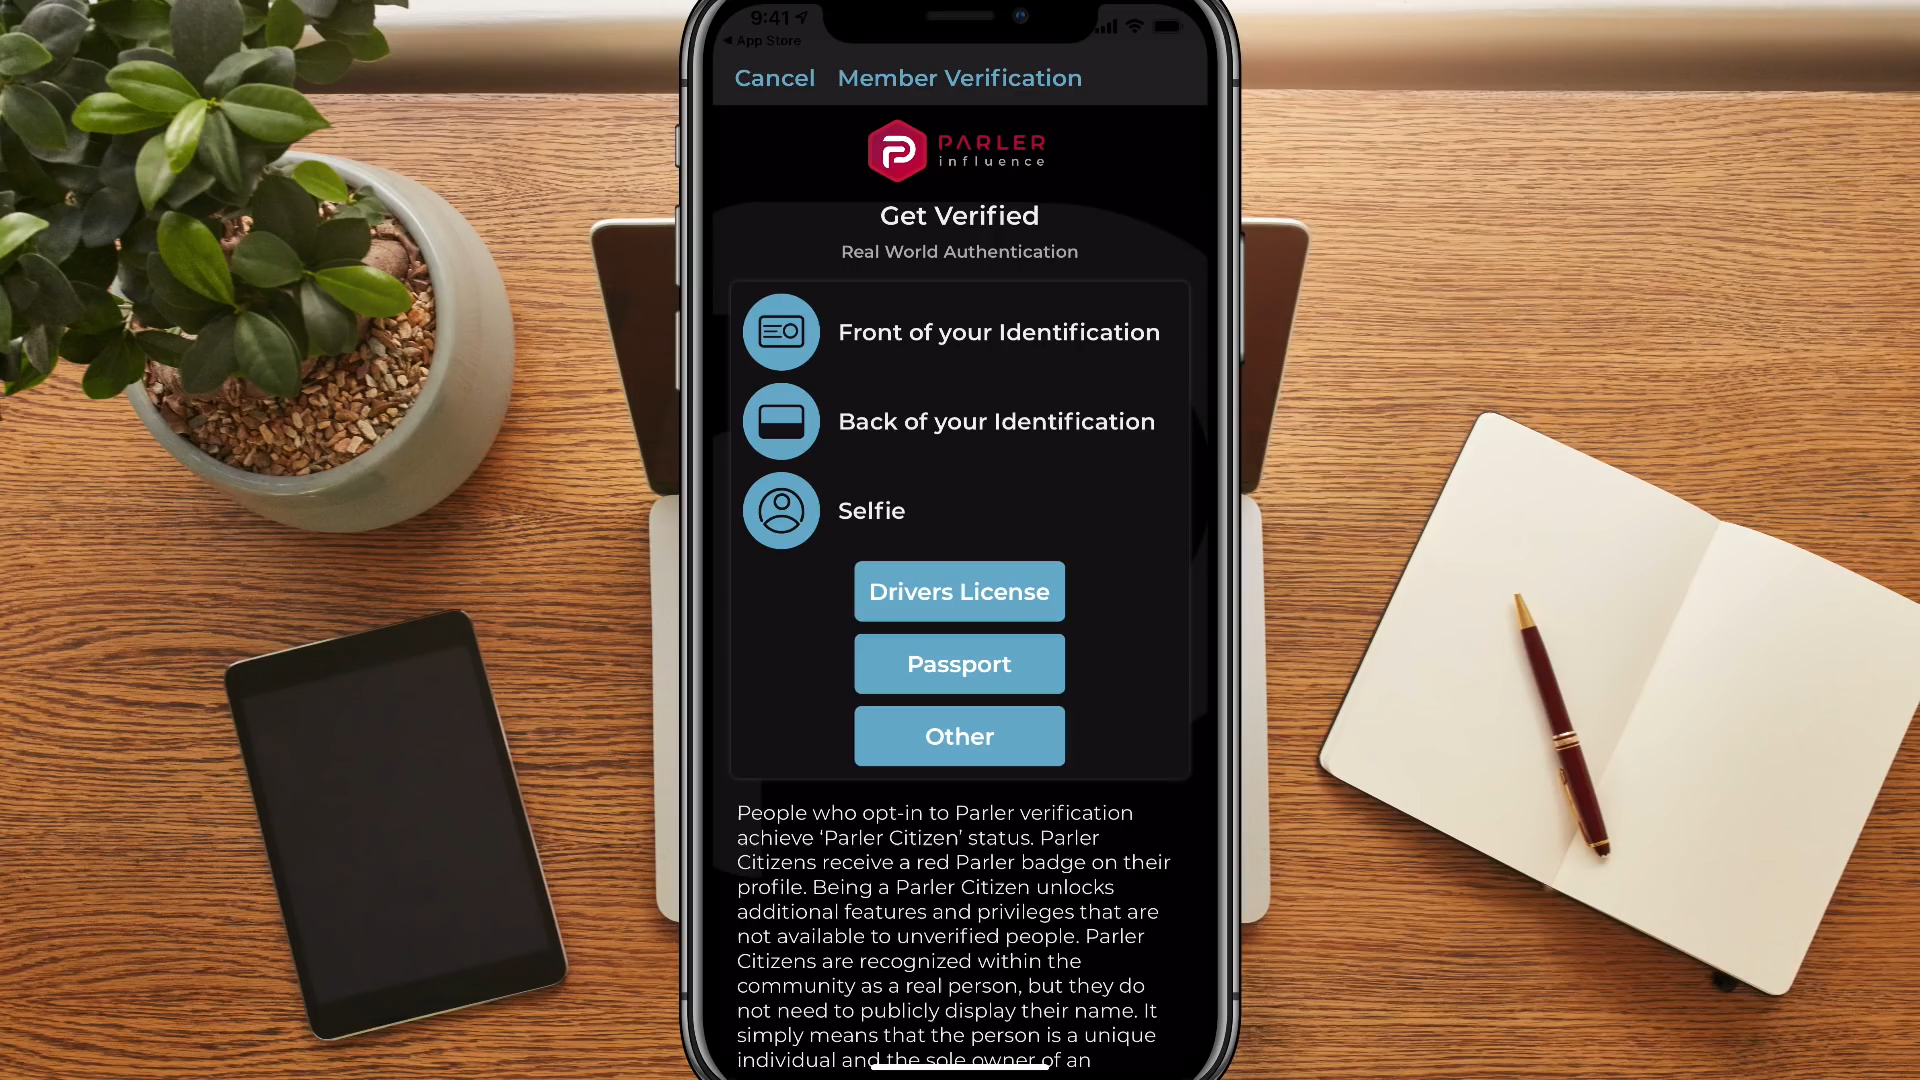 9:41
App Store
Cancel Member Verification
PARLER
influence
Get Verified
Real World Authentication
Front of your Identification
Back of your Identification
Selfie
Drivers License
Passport
Other
People who opt-in to Parler verification
achieve ‘Parler Citizen’ status. Parler
Citizens receive a red Parler badge on their
profile. Being a Parler Citizen unlocks
additional features and privileges that are
not available to unverified people. Parler
Citizens are recognized within the
community as a real person, but they do
not need to publicly display their name. It
simply means that the person is a unique
individual and the sole owner of an